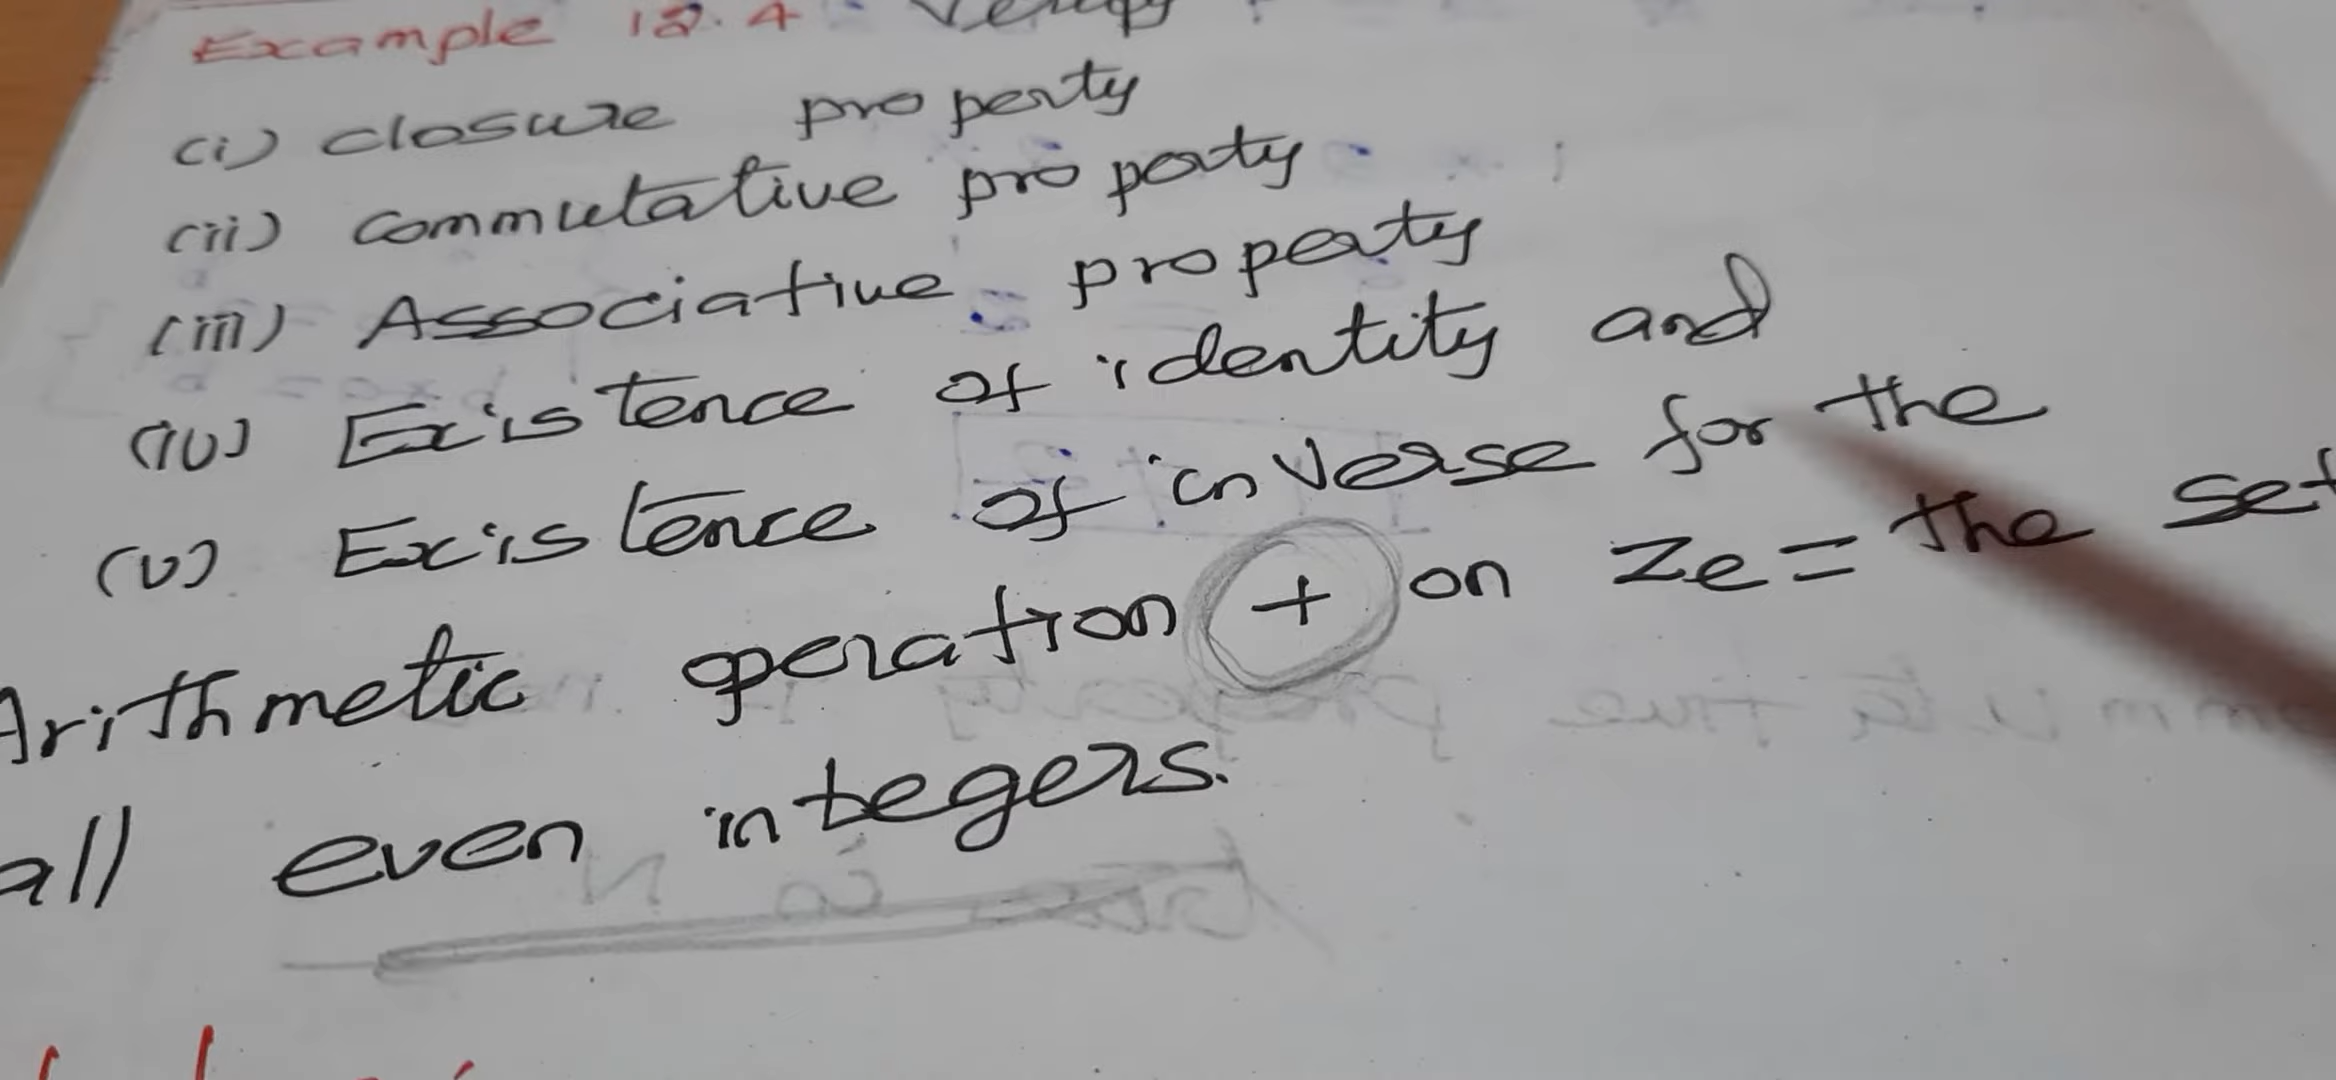 Example 12.4 Verify
(i) closure property
(ii) commutative property
(iii) Associative property
(iv) Existence of identity and
(v) Existence of inverse for the
Arithmetic operation + on Ze = the set
all even integers.